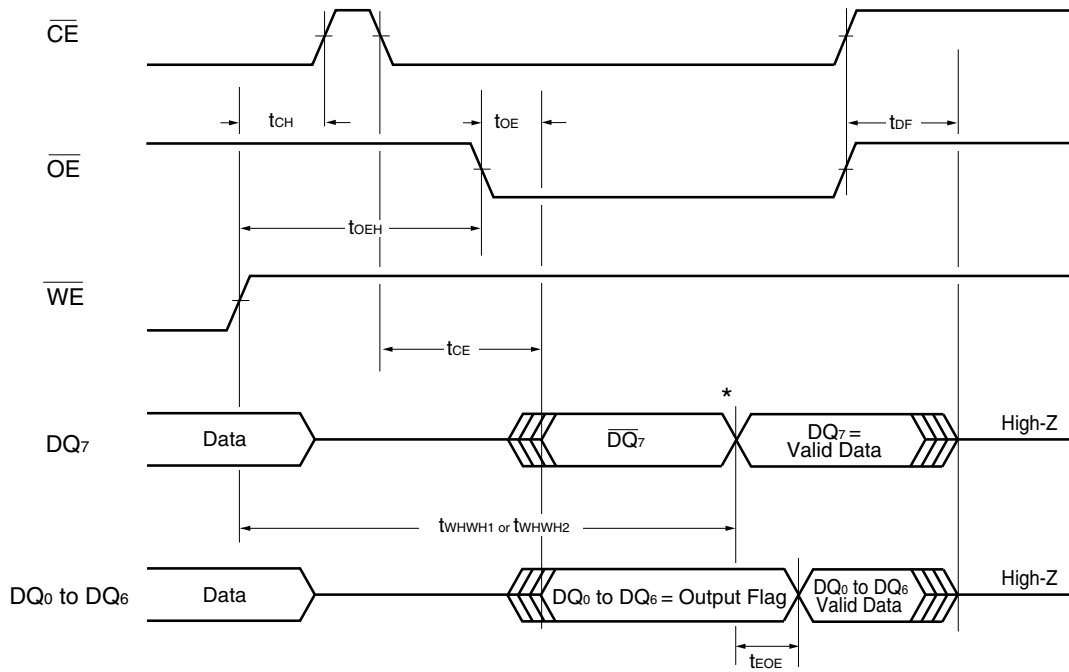 CE
tCH
tOE
tDF
OE
tOEH
WE
tCE
*
DQ7
Data
DQ7
DQ7 =
Valid Data
High-Z
tWHWH1 or tWHWH2
DQ0 to DQ6
Data
DQ0 to DQ6 = Output Flag
DQ0 to DQ6
Valid Data
High-Z
tEOE